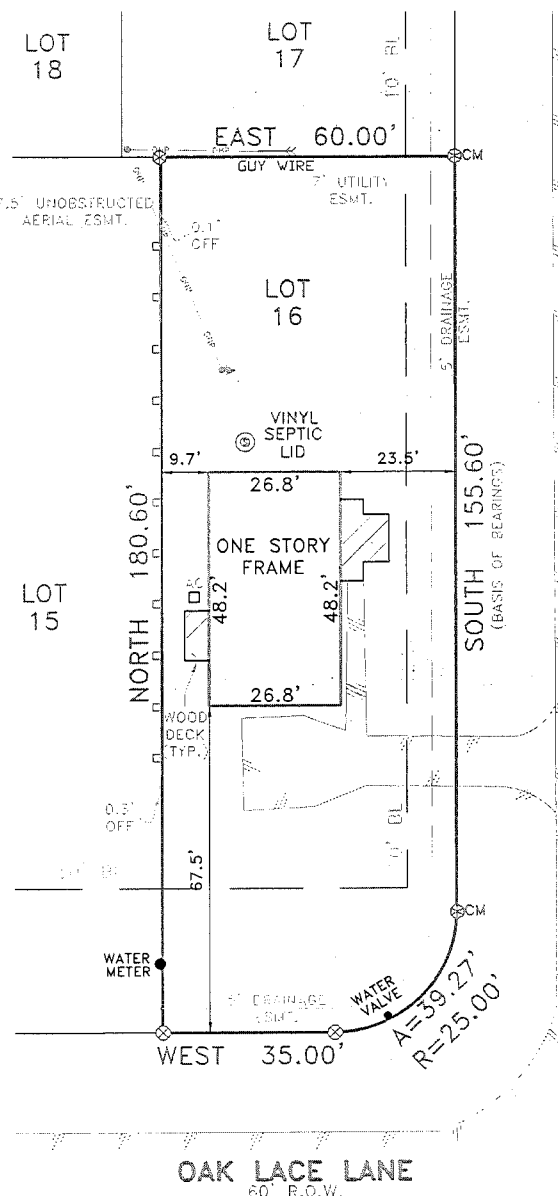 LOT
17
LOT
18
10' BL
EAST 60.00'
CM
GUY WIRE
7' UTILITY
ESMT.
7.5' UNOBSTRUCTED
AERIAL ESMT.
0.1'
OFF
LOT
16
5' DRAINAGE
ESMT.
VINYL
SEPTIC
LID
9.7'
23.5'
26.8'
SOUTH 155.60'
(BASIS OF BEARINGS)
NORTH 180.60'
ONE STORY
FRAME
LOT
15
AC
48.2'
48.2'
26.8'
WOOD
DECK
(TYP.)
0.3'
OFF
67.5'
10' BL
10' BL
CM
WATER
METER
5' DRAINAGE
ESMT.
WATER
VALVE
A=39.27'
R=25.00'
WEST 35.00'
OAK LACE LANE
60' R.O.W.